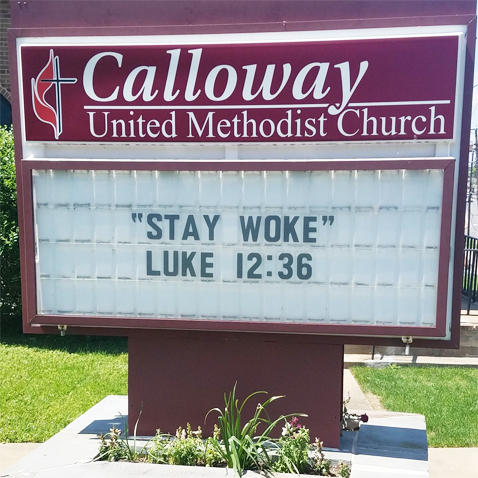 Calloway
United Methodist Church
"STAY WOKE"
LUKE 12:36